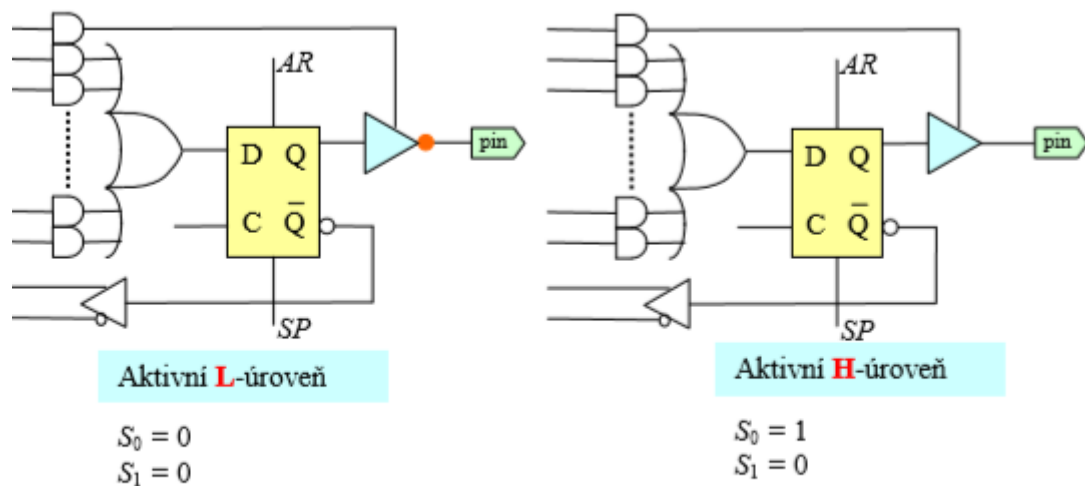 AR
D Q
pin
C Q̅
SP
Aktivní L-úroveň
S₀ = 0
S₁ = 0
AR
D Q
pin
C Q̅
SP
Aktivní H-úroveň
S₀ = 1
S₁ = 0